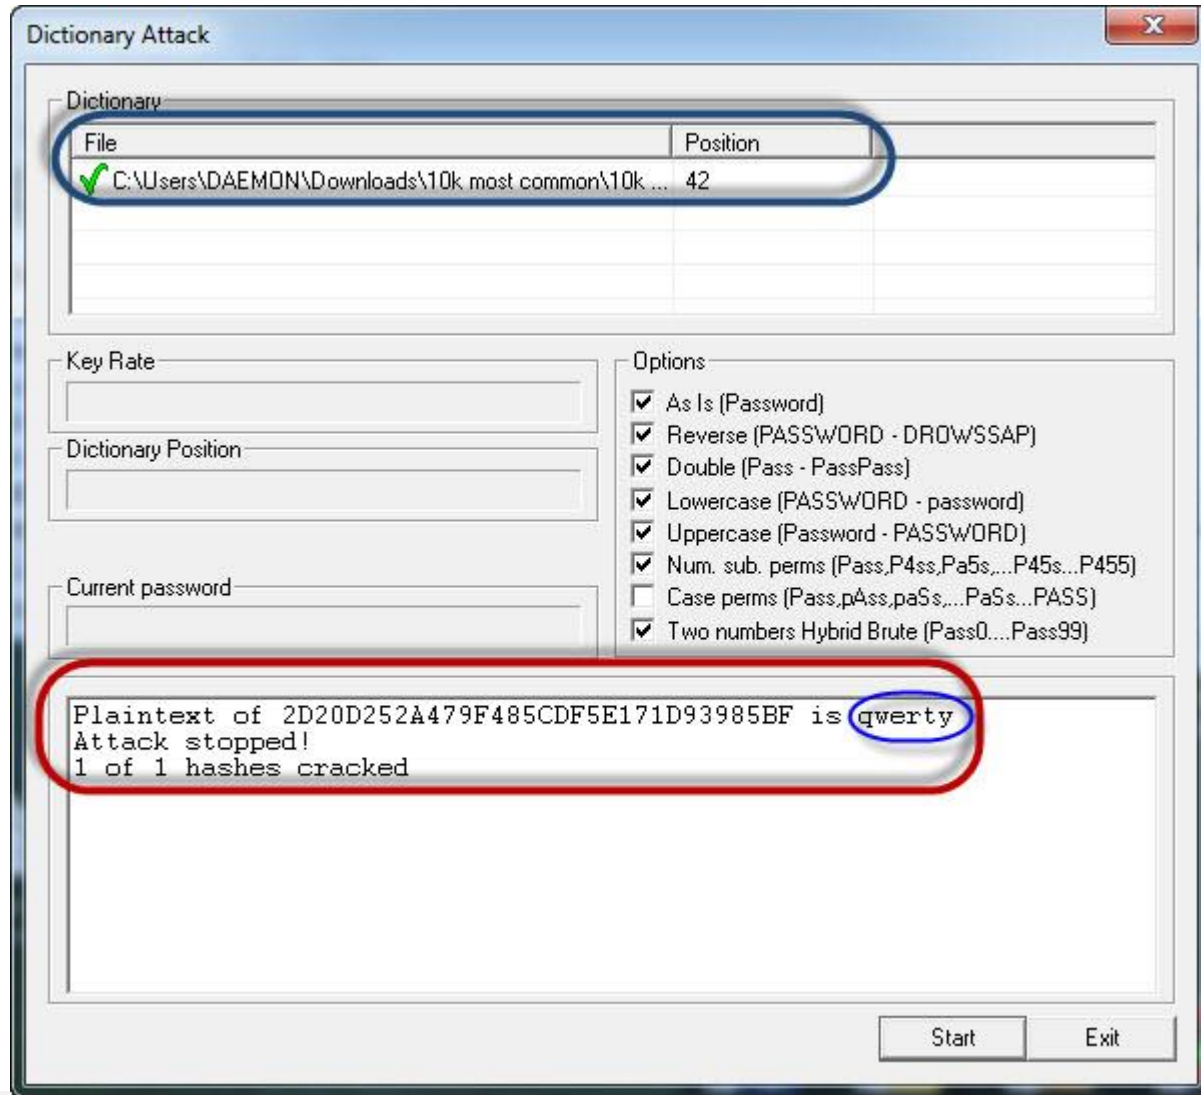 Dictionary Attack
X
Dictionary
File Position
C:\Users\DAEMON\Downloads\10k most common\10k ... 42
Key Rate
Dictionary Position
Current password
Options
As Is (Password)
Reverse (PASSWORD - DROWSSAP)
Double (Pass - PassPass)
Lowercase (PASSWORD - password)
Uppercase (Password - PASSWORD)
Num. sub. perms (Pass,P4ss,Pa5s,...P45s...P455)
Case perms (Pass,pAss,paSs,...PaSs...PASS)
Two numbers Hybrid Brute (Pass0....Pass99)
Plaintext of 2D20D252A479F485CDF5E171D93985BF is qwerty
Attack stopped!
1 of 1 hashes cracked
Start Exit